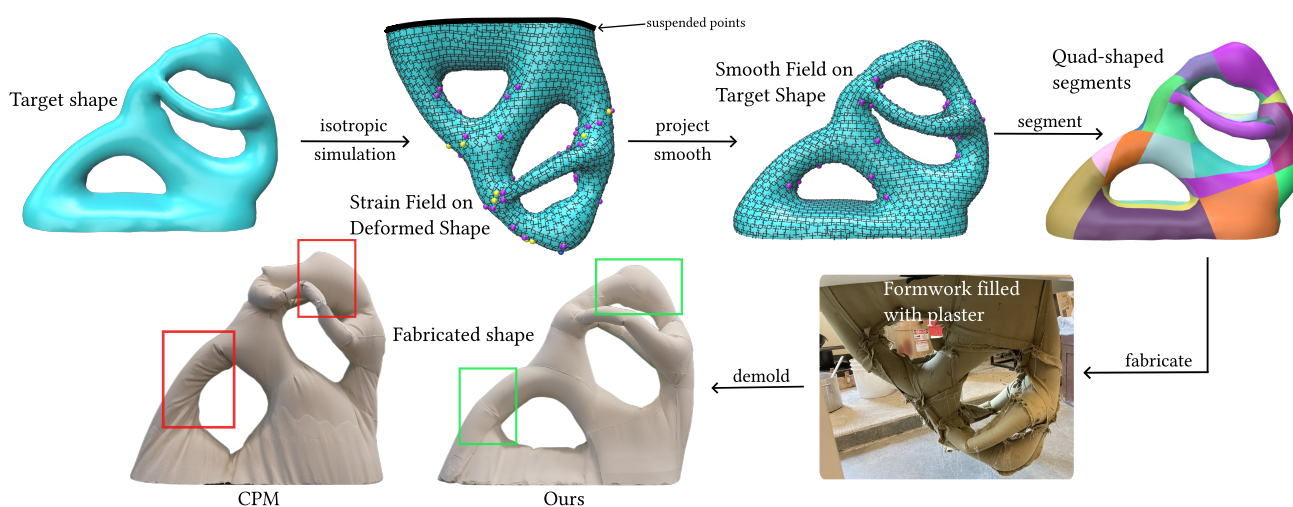 suspended points
Target shape
isotropic
simulation
Strain Field on
Deformed Shape
project
smooth
Smooth Field on
Target Shape
segment
Quad-shaped
segments
fabricate
Formwork filled
with plaster
demold
Fabricated shape
CPM
Ours